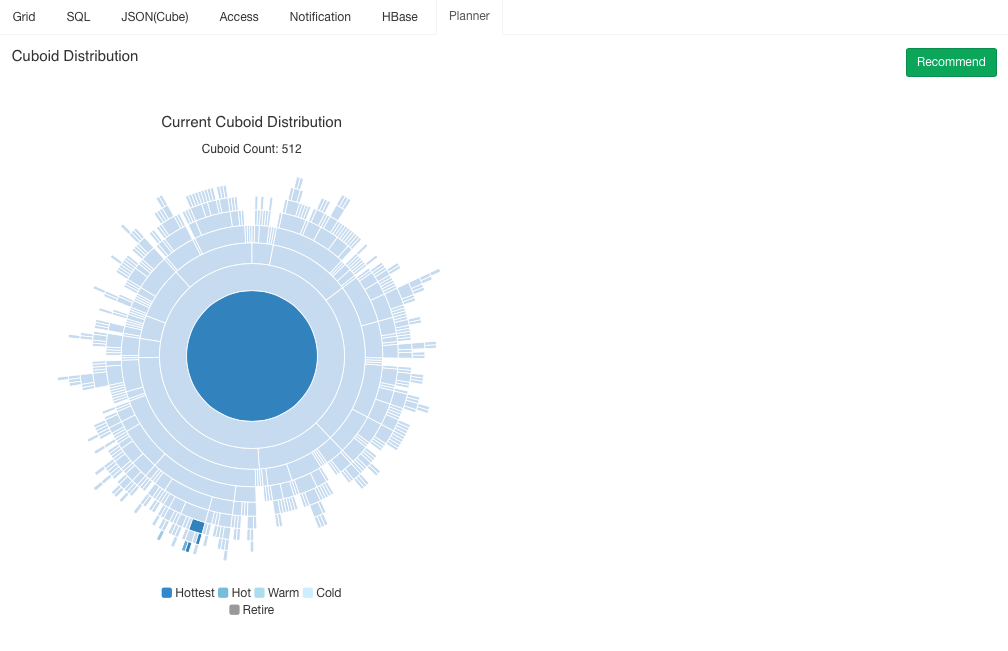 Grid SQL JSON(Cube) Access Notification HBase Planner
Cuboid Distribution
Recommend
Current Cuboid Distribution
Cuboid Count: 512
Hottest Hot Warm Cold
Retire